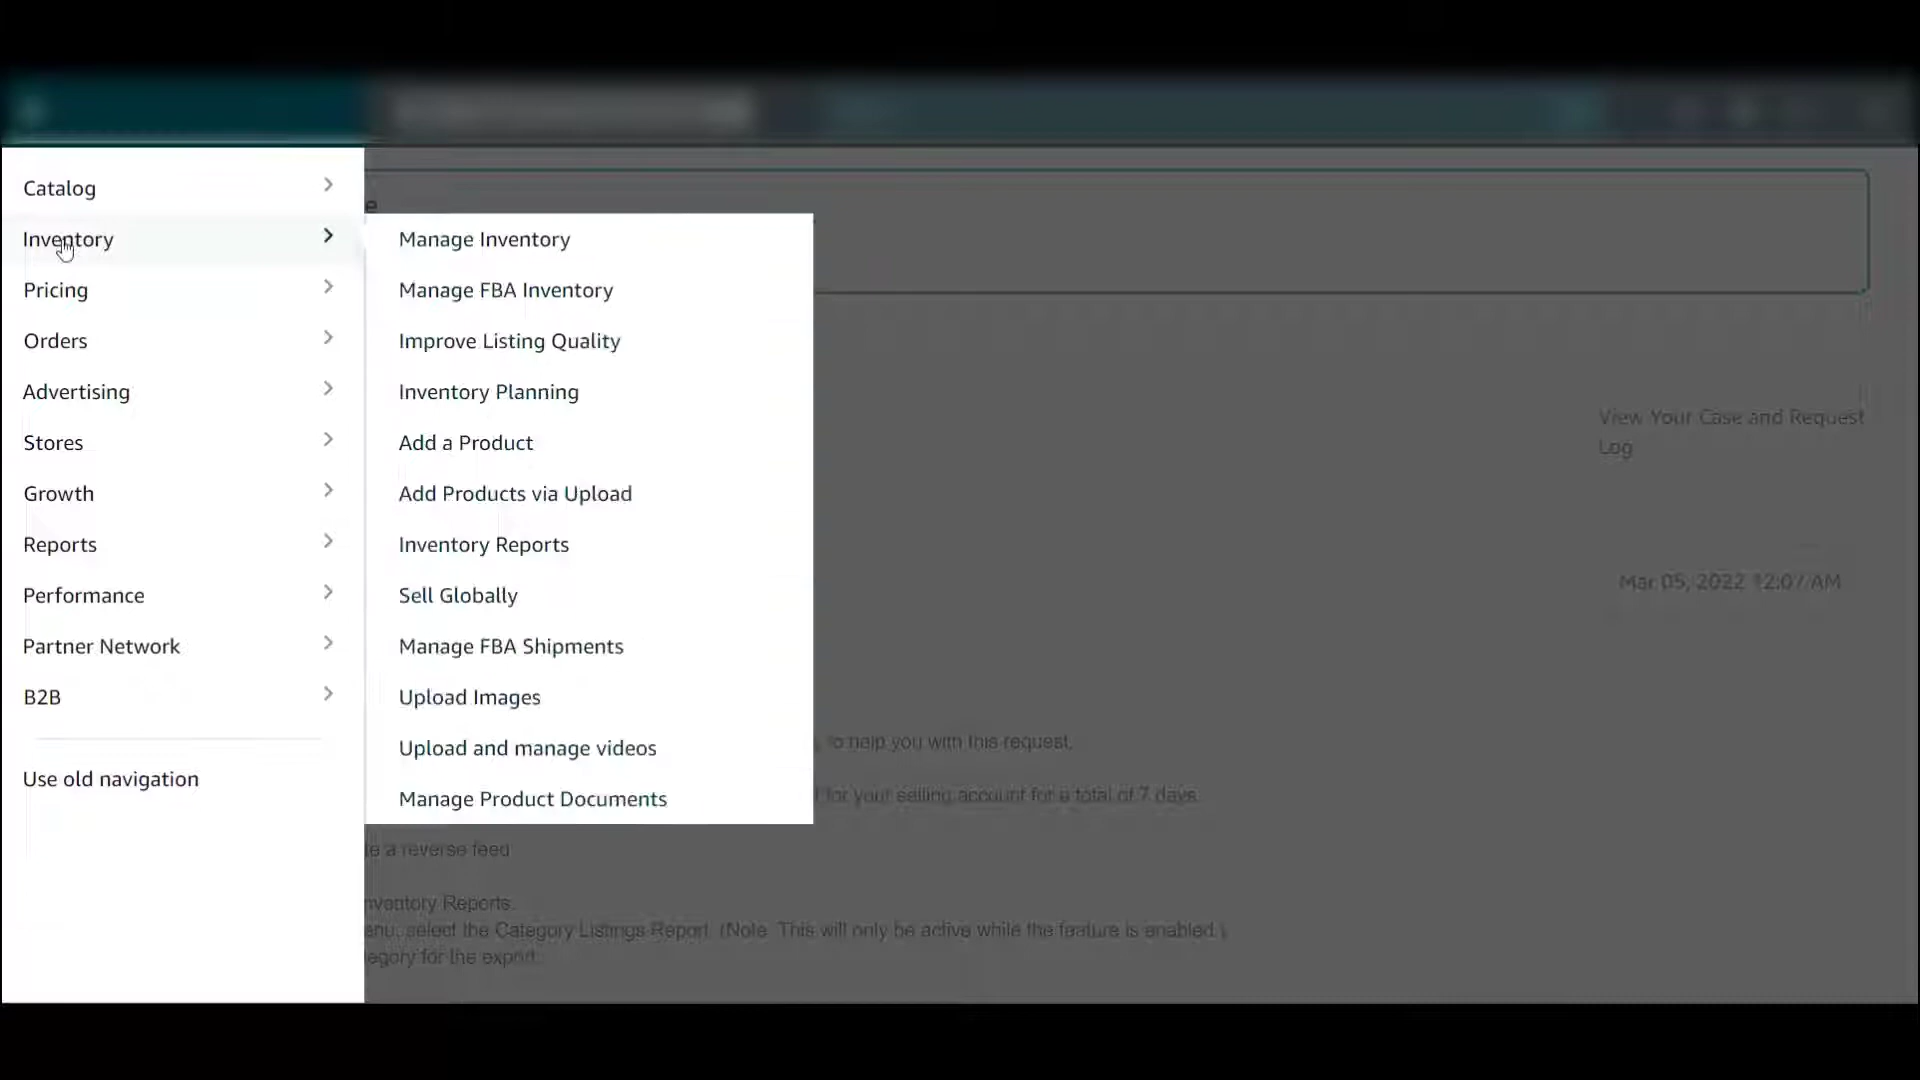 Catalog
Inventory
Pricing
Orders
Advertising
Stores
Growth
Reports
Performance
Partner Network
B2B
Use old navigation
Manage Inventory
Manage FBA Inventory
Improve Listing Quality
Inventory Planning
Add a Product
Add Products via Upload
Inventory Reports
Sell Globally
Manage FBA Shipments
Upload Images
Upload and manage videos
Manage Product Documents
View Your Case and Request
Log
Mar 05, 2022 12:07 AM
to help you with this request.
for your selling account for a total of 7 days.
a reverse feed
Inventory Reports.
select the Category Listings Report. (Note: This will only be active while the feature is enabled.)
for the export.